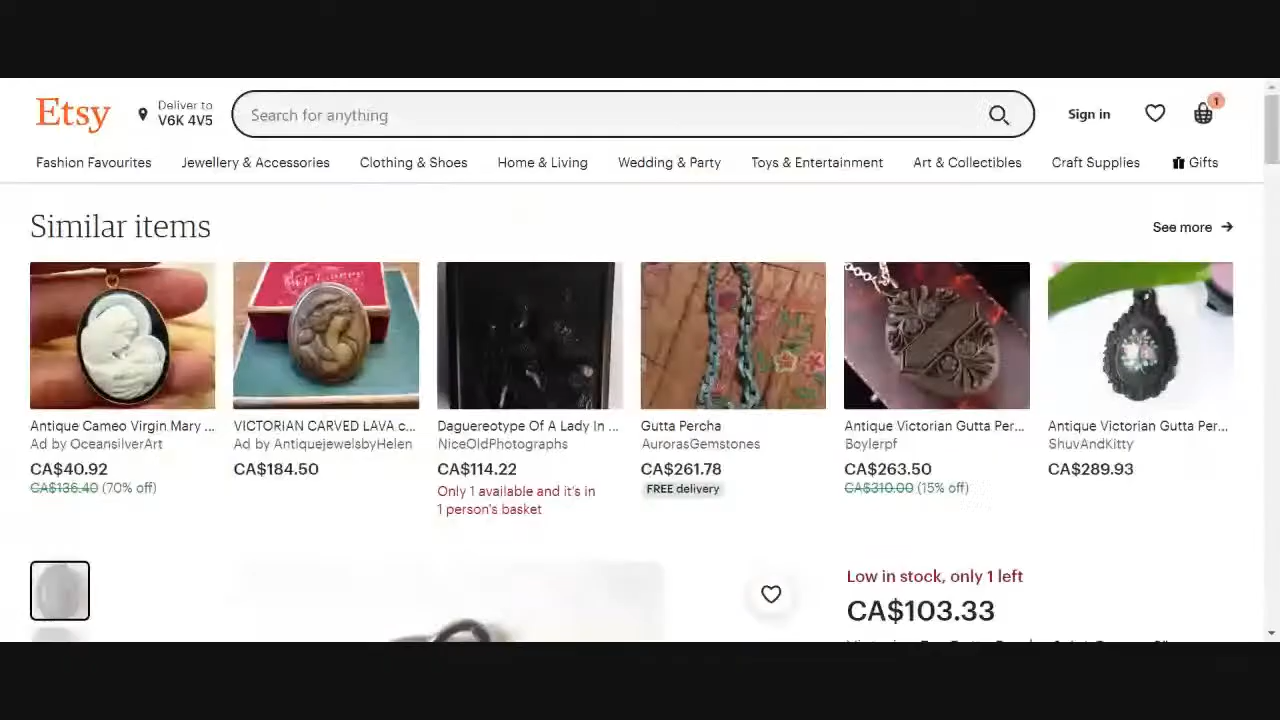 Etsy
Deliver to
V6K 4V5
Search for anything
Sign in
1
Fashion Favourites
Jewellery & Accessories
Clothing & Shoes
Home & Living
Wedding & Party
Toys & Entertainment
Art & Collectibles
Craft Supplies
Gifts
Similar items
See more
Antique Cameo Virgin Mary ...
Ad by OceansilverArt
CA$40.92
CA$136.40 (70% off)
VICTORIAN CARVED LAVA c...
Ad by AntiquejewelsbyHelen
CA$184.50
Daguereotype Of A Lady In ...
NiceOldPhotographs
CA$114.22
Only 1 available and it's in
1 person's basket
Gutta Percha
AurorasGemstones
CA$261.78
FREE delivery
Antique Victorian Gutta Per...
Boylerpf
CA$263.50
CA$310.00 (15% off)
Antique Victorian Gutta Per...
ShuvAndKitty
CA$289.93
Low in stock, only 1 left
CA$103.33